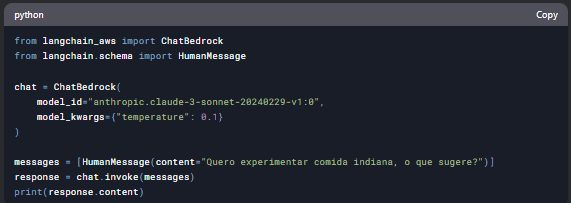 python Copy
from langchain_aws import ChatBedrock
from langchain.schema import HumanMessage

chat = ChatBedrock(
    model_id="anthropic.claude-3-sonnet-20240229-v1:0",
    model_kwargs={"temperature": 0.1}
)

messages = [HumanMessage(content="Quero experimentar comida indiana, o que sugere?")]
response = chat.invoke(messages)
print(response.content)